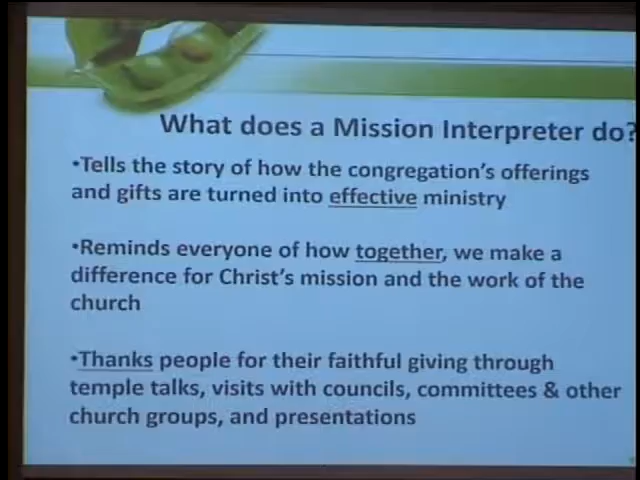 What does a Mission Interpreter do?
•Tells the story of how the congregation's offerings
and gifts are turned into effective ministry
•Reminds everyone of how together, we make a
difference for Christ's mission and the work of the
church
•Thanks people for their faithful giving through
temple talks, visits with councils, committees & other
church groups, and presentations